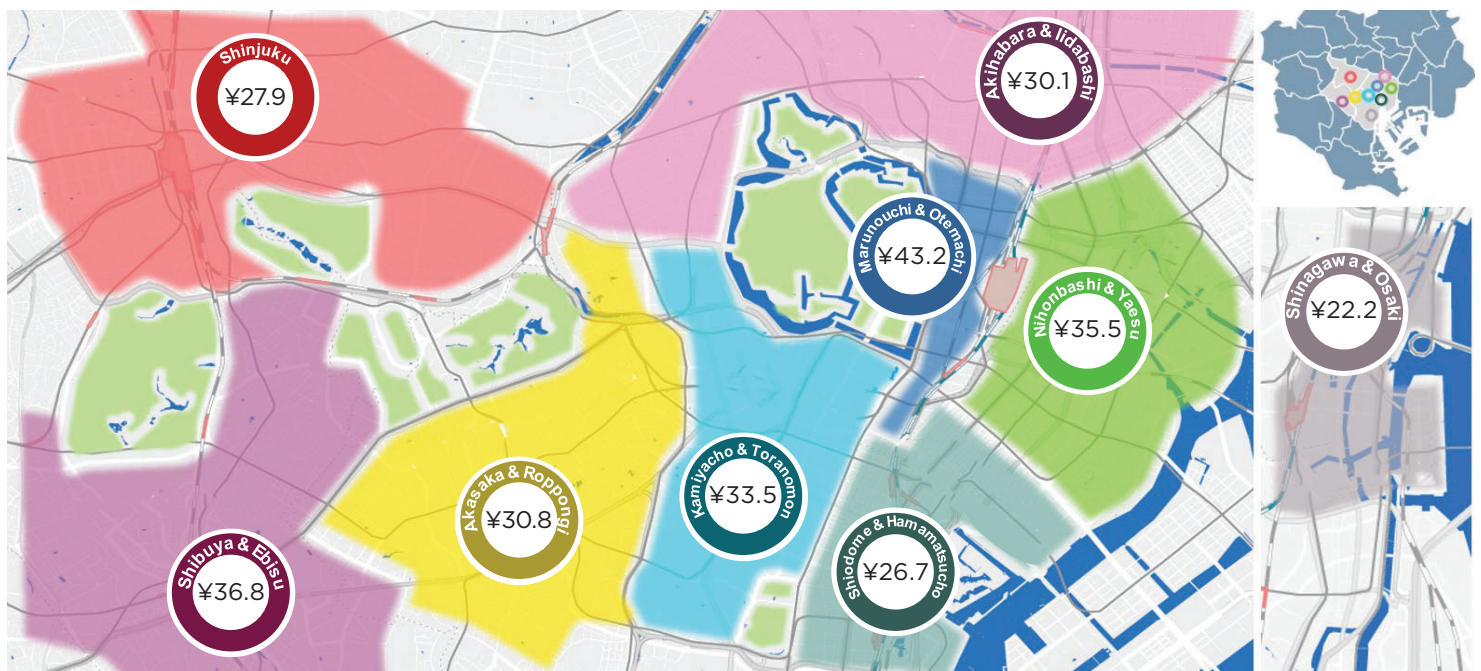 Shinjuku
¥27.9
Akihabara & Iidabashi
¥30.1
Marunouchi & Otemachi
¥43.2
Nihonbashi & Yaesu
¥35.5
Shinagawa & Osaki
¥22.2
Kamiyacho & Toranomon
¥33.5
Akasaka & Roppongi
¥30.8
Shiodome & Hamamatsucho
¥26.7
Shibuya & Ebisu
¥36.8